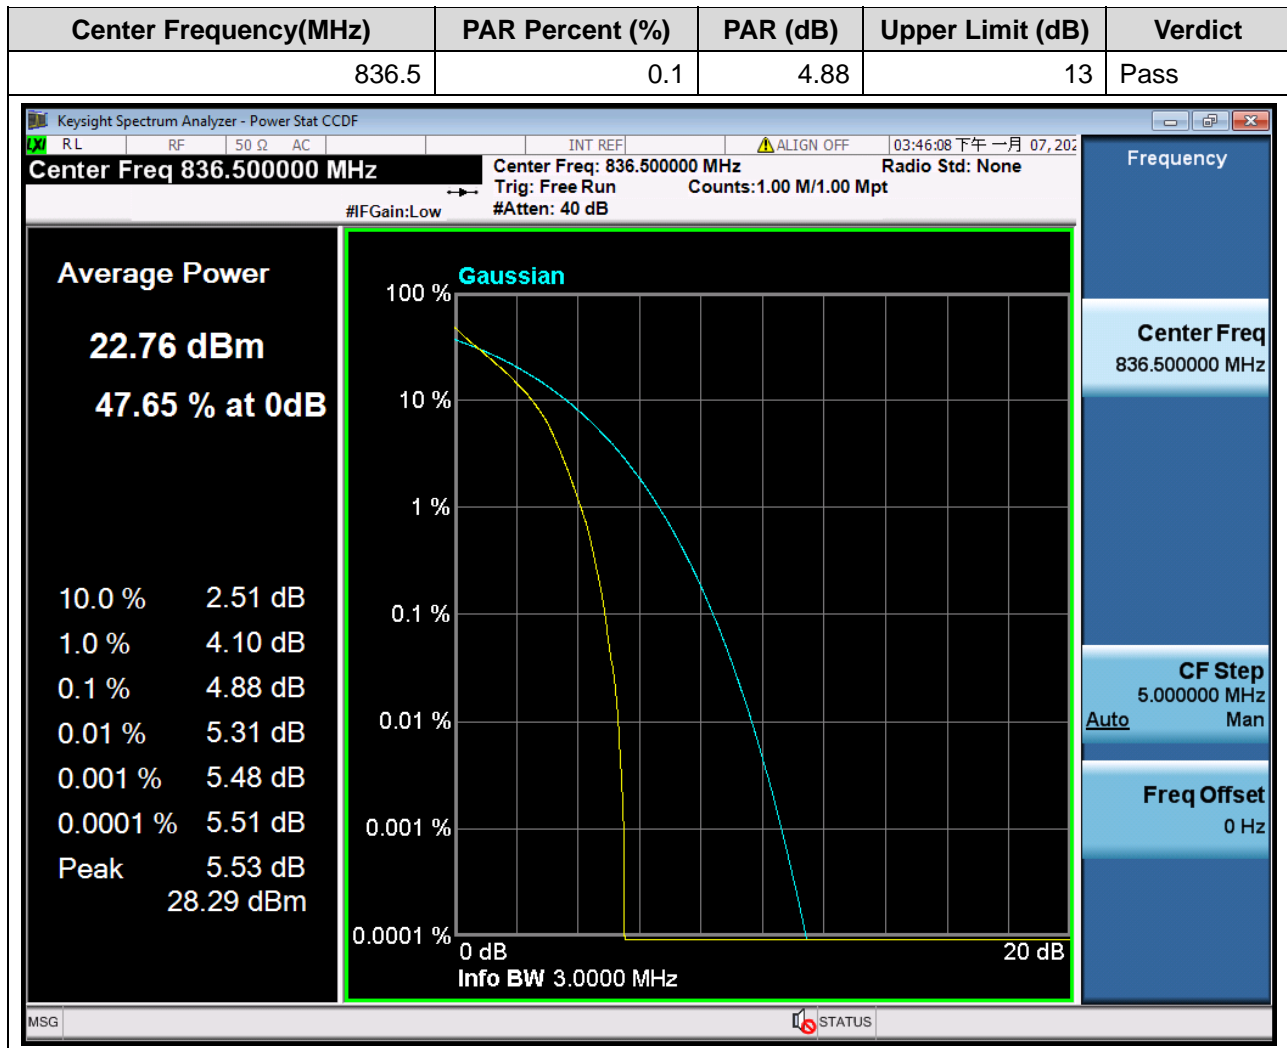 Center Frequency(MHz) PAR Percent (%) PAR (dB) Upper Limit (dB) Verdict
836.5 0.1 4.88 13 Pass
Keysight Spectrum Analyzer - Power Stat CCDF
LXI RL RF 50 Ω AC INT REF ALIGN OFF 03:46:08 下午 一月 07, 202
Center Freq 836.500000 MHz
Center Freq: 836.500000 MHz Radio Std: None
Trig: Free Run Counts:1.00 M/1.00 Mpt
#IFGain:Low #Atten: 40 dB
Average Power
22.76 dBm
47.65 % at 0dB
10.0 % 2.51 dB
1.0 % 4.10 dB
0.1 % 4.88 dB
0.01 % 5.31 dB
0.001 % 5.48 dB
0.0001 % 5.51 dB
Peak 5.53 dB
28.29 dBm
Gaussian
100 %
10 %
1 %
0.1 %
0.01 %
0.001 %
0.0001 %
0 dB 20 dB
Info BW 3.0000 MHz
Frequency
Center Freq
836.500000 MHz
CF Step
5.000000 MHz
Auto Man
Freq Offset
0 Hz
MSG STATUS